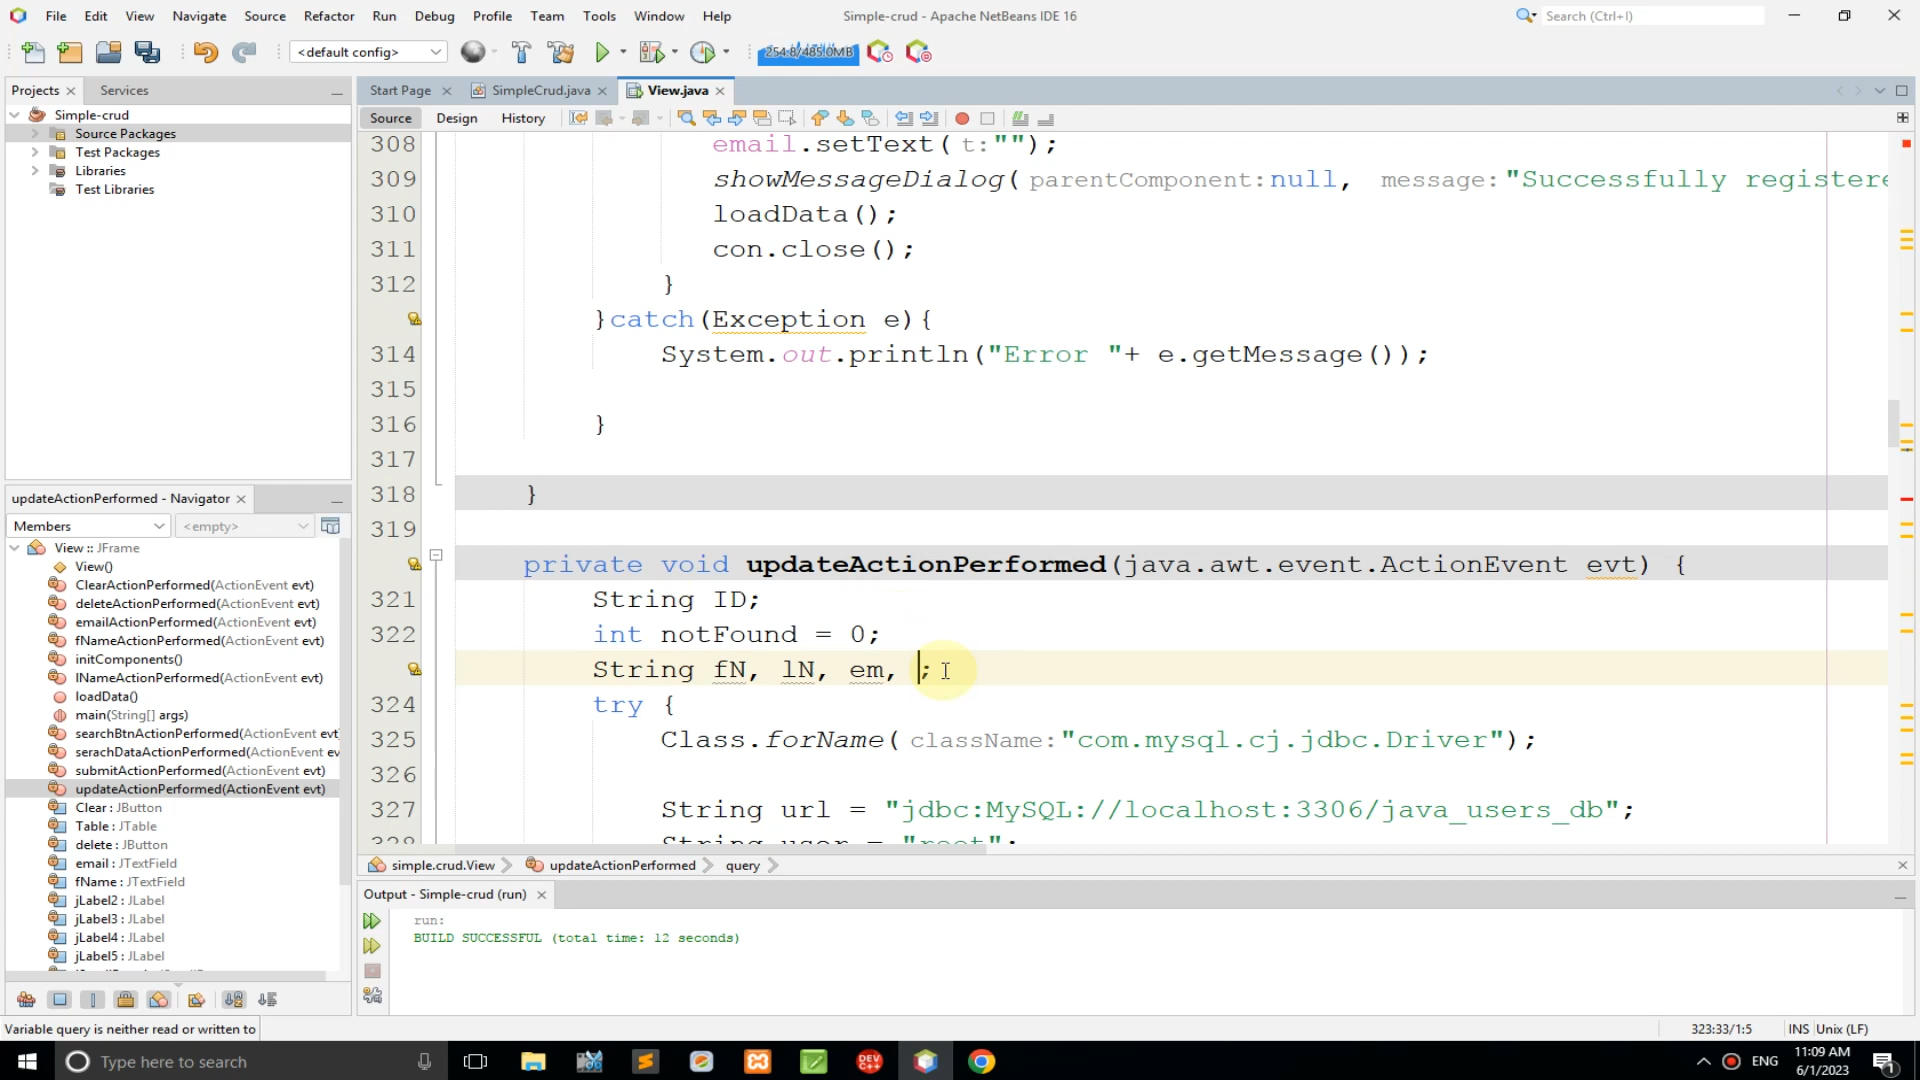 File Edit View Navigate Source Refactor Run Debug Profile Team Tools Window Help Simple-crud - Apache NetBeans IDE 16 Search (Ctrl+I)
<default config> 254.8/485.0MB
Projects Services
Simple-crud
Source Packages
Test Packages
Libraries
Test Libraries
Start Page SimpleCrud.java View.java
Source Design History
308 email.setText( t:"");
309 showMessageDialog( parentComponent:null, message:"Successfully registere
310 loadData();
311 con.close();
312 }
}catch(Exception e){
314 System.out.println("Error "+ e.getMessage());
315
316 }
317
318 }
319
private void updateActionPerformed(java.awt.event.ActionEvent evt) {
321 String ID;
322 int notFound = 0;
String fN, lN, em, ;
324 try {
325 Class.forName( className:"com.mysql.cj.jdbc.Driver");
326
327 String url = "jdbc:MySQL://localhost:3306/java_users_db";
328 String user = "root";
updateActionPerformed - Navigator
Members <empty>
View :: JFrame
View()
ClearActionPerformed(ActionEvent evt)
deleteActionPerformed(ActionEvent evt)
emailActionPerformed(ActionEvent evt)
fNameActionPerformed(ActionEvent evt)
initComponents()
lNameActionPerformed(ActionEvent evt)
loadData()
main(String[] args)
searchBtnActionPerformed(ActionEvent evt
serachDataActionPerformed(ActionEvent ev
submitActionPerformed(ActionEvent evt)
updateActionPerformed(ActionEvent evt)
Clear : JButton
Table : JTable
delete : JButton
email : JTextField
fName : JTextField
jLabel2 : JLabel
jLabel3 : JLabel
jLabel4 : JLabel
jLabel5 : JLabel
simple.crud.View updateActionPerformed query
Output - Simple-crud (run)
run:
BUILD SUCCESSFUL (total time: 12 seconds)
Variable query is neither read or written to 323:33/1:5 INS Unix (LF)
Type here to search DEV C++ ENG 11:09 AM
6/1/2023 1